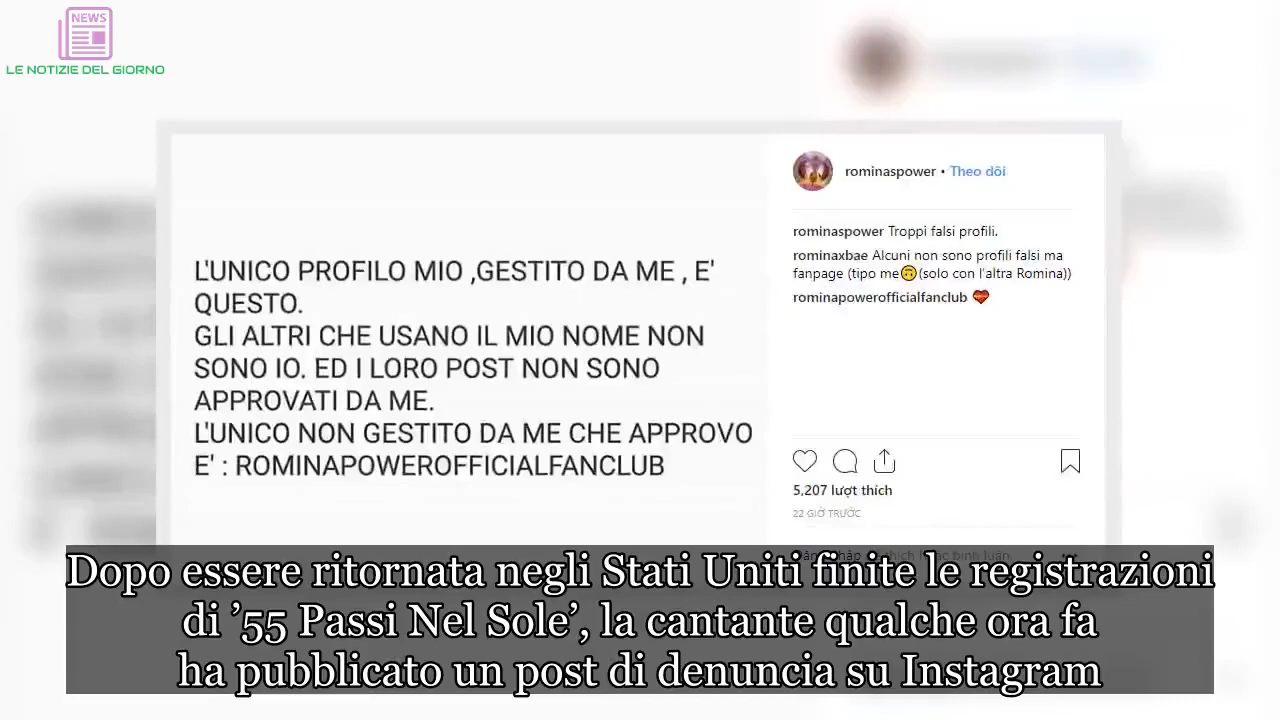 NEWS
LE NOTIZIE DEL GIORNO
L'UNICO PROFILO MIO ,GESTITO DA ME , E'
QUESTO.
GLI ALTRI CHE USANO IL MIO NOME NON
SONO IO. ED I LORO POST NON SONO
APPROVATI DA ME.
L'UNICO NON GESTITO DA ME CHE APPROVO
E' : ROMINAPOWEROFFICIALFANCLUB
rominaspower • Theo dõi
rominaspower Troppi falsi profili.
rominaxbae Alcuni non sono profili falsi ma
fanpage (tipo me🙃(solo con l'altra Romina))
rominapowerofficialfanclub
5,207 lượt thích
22 GIỜ TRƯỚC
Dopo essere ritornata negli Stati Uniti finite le registrazioni
di ’55 Passi Nel Sole’, la cantante qualche ora fa
ha pubblicato un post di denuncia su Instagram